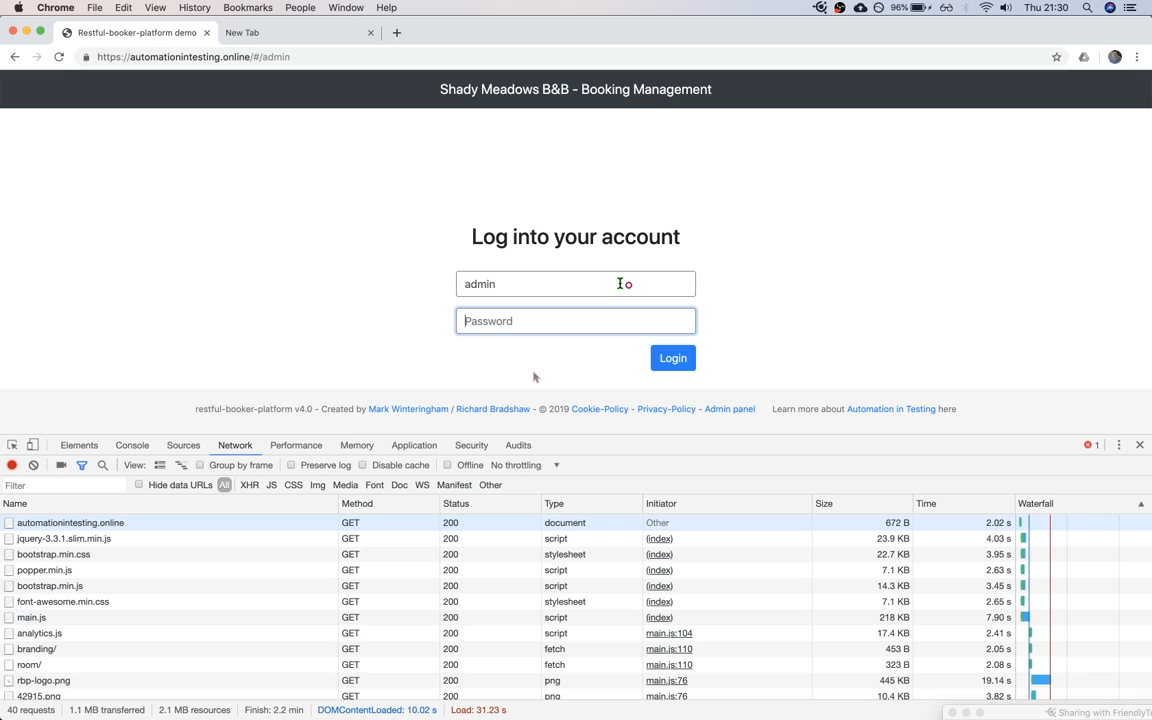 Chrome File Edit View History Bookmarks People Window Help 96% Thu 21:30
Restful-booker-platform demo New Tab
https://automationintesting.online/#/admin
Shady Meadows B&B - Booking Management
Log into your account
admin
Password
Login
restful-booker-platform v4.0 - Created by Mark Winteringham / Richard Bradshaw - © 2019 Cookie-Policy - Privacy-Policy - Admin panel Learn more about Automation in Testing here
Elements Console Sources Network Performance Memory Application Security Audits 1
View: Group by frame Preserve log Disable cache Offline No throttling
Filter Hide data URLs All XHR JS CSS Img Media Font Doc WS Manifest Other
Name Method Status Type Initiator Size Time Waterfall
automationintesting.online GET 200 document Other 672 B 2.02 s
jquery-3.3.1.slim.min.js GET 200 script (index) 23.9 KB 4.03 s
bootstrap.min.css GET 200 stylesheet (index) 22.7 KB 3.95 s
popper.min.js GET 200 script (index) 7.1 KB 2.63 s
bootstrap.min.js GET 200 script (index) 14.3 KB 3.45 s
font-awesome.min.css GET 200 stylesheet (index) 7.1 KB 2.65 s
main.js GET 200 script (index) 218 KB 7.90 s
analytics.js GET 200 script main.js:104 17.4 KB 2.41 s
branding/ GET 200 fetch main.js:110 453 B 2.05 s
room/ GET 200 fetch main.js:110 323 B 2.08 s
rbp-logo.png GET 200 png main.js:76 445 KB 19.14 s
42915.png GET 200 png main.js:76 10.4 KB 3.82 s
40 requests 1.1 MB transferred 2.1 MB resources Finish: 2.2 min DOMContentLoaded: 10.02 s Load: 31.23 s Sharing with